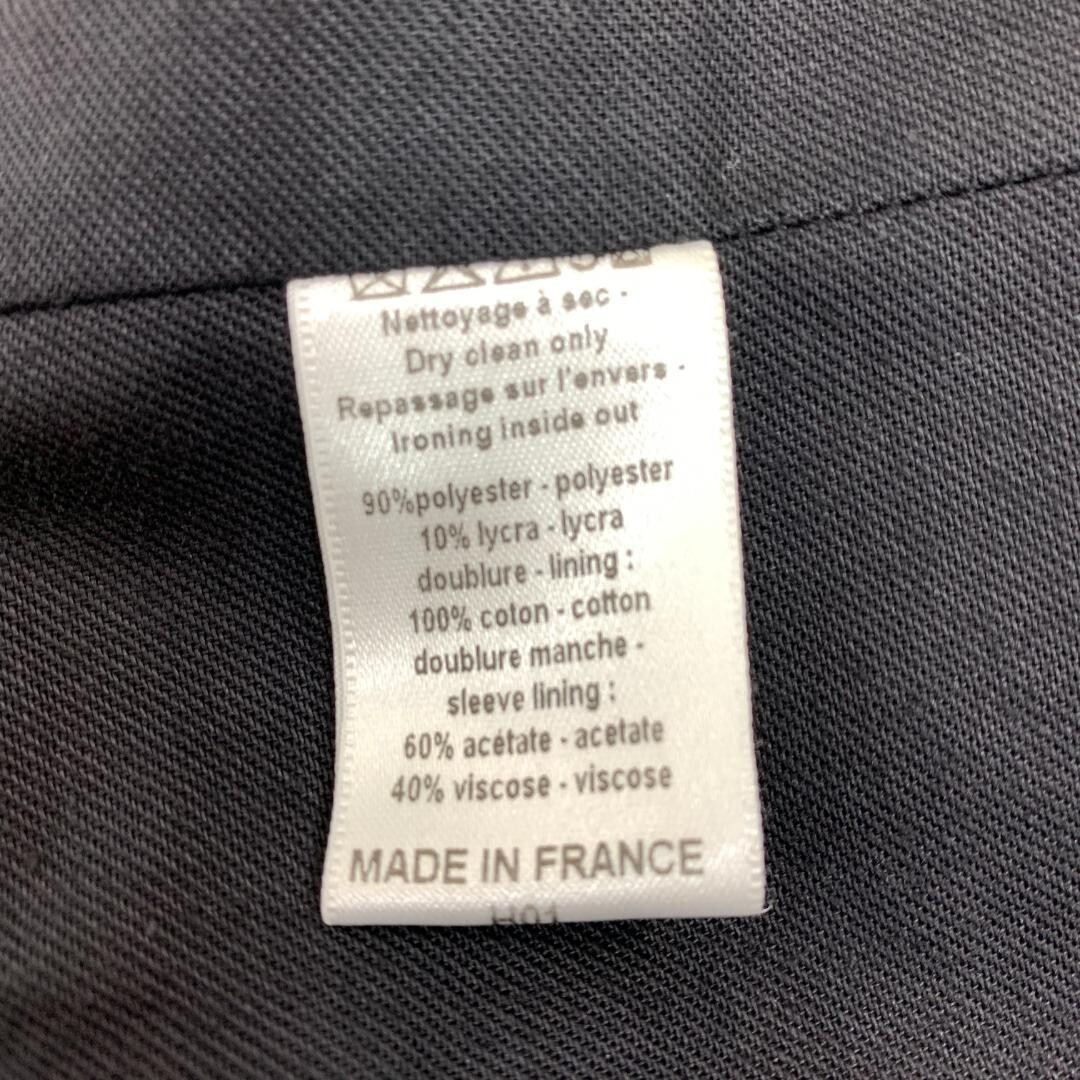 Nettoyage à sec -
Dry clean only
Repassage sur l'envers -
Ironing inside out
90%polyester - polyester
10% lycra - lycra
doublure - lining :
100% coton - cotton
doublure manche -
sleeve lining :
60% acétate - acetate
40% viscose - viscose
MADE IN FRANCE
H01